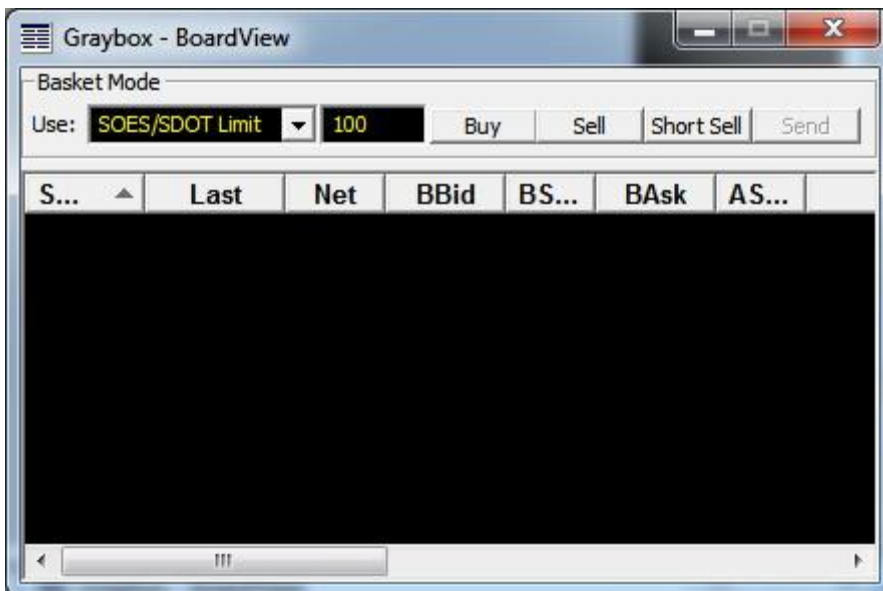 Graybox - BoardView
Basket Mode
Use: SOES/SDOT Limit 100 Buy Sell Short Sell Send
S... Last Net BBid BS... BAsk AS...